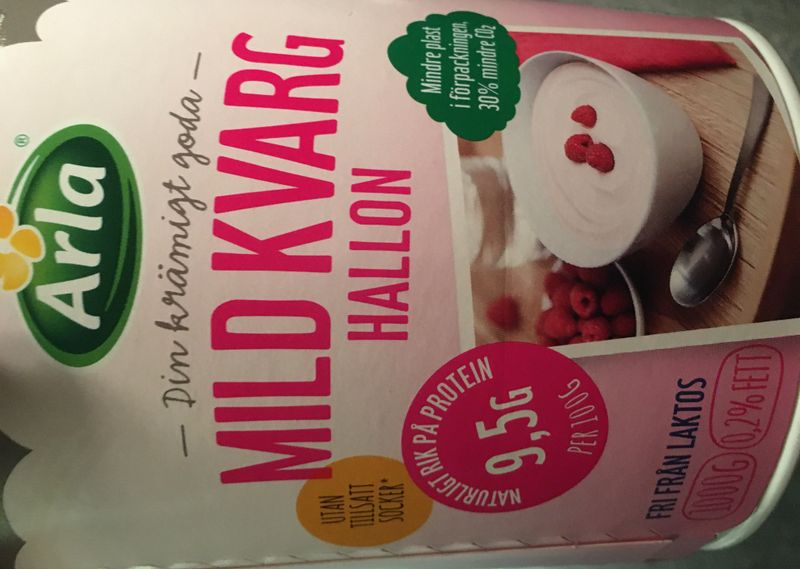 Arla
®
Din krämigt goda
MILD KVARG
HALLON
Mindre plast
i förpackningen,
30% mindre CO2
UTAN
TILLSATT
SOCKER*
NATURLIGT RIK PÅ PROTEIN
9,5G
PER 100G
FRI FRÅN LAKTOS
1000G 0,2% FETT